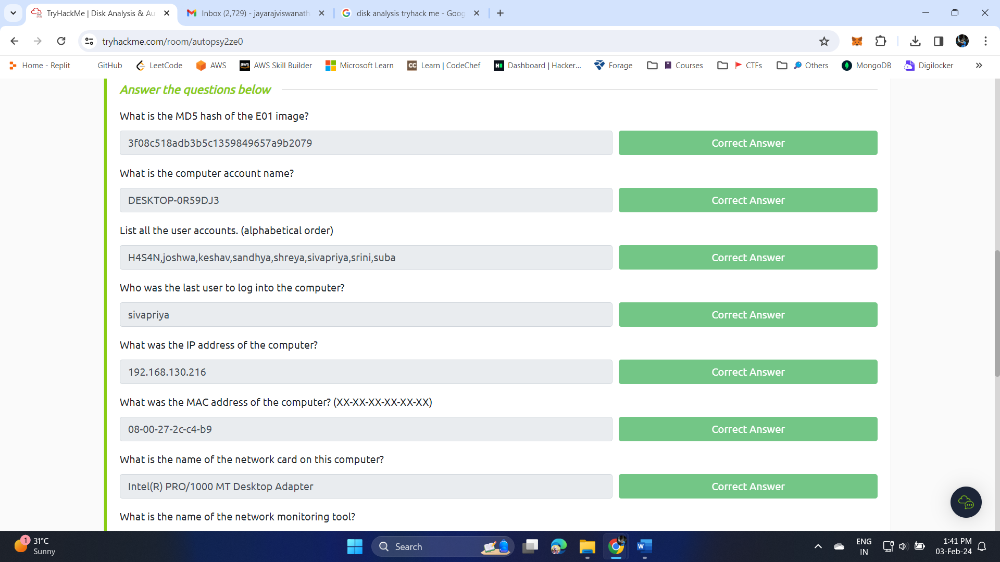 TryHackMe | Disk Analysis & Au
Inbox (2,729) - jayarajviswanath
disk analysis tryhack me - Goog
tryhackme.com/room/autopsy2ze0
Home - Replit GitHub LeetCode AWS AWS Skill Builder Microsoft Learn Learn | CodeChef Dashboard | Hacker... Forage Courses CTFs Others MongoDB Digilocker »
Answer the questions below
What is the MD5 hash of the E01 image?
3f08c518adb3b5c1359849657a9b2079 Correct Answer
What is the computer account name?
DESKTOP-0R59DJ3 Correct Answer
List all the user accounts. (alphabetical order)
H4S4N,joshwa,keshav,sandhya,shreya,sivapriya,srini,suba Correct Answer
Who was the last user to log into the computer?
sivapriya Correct Answer
What was the IP address of the computer?
192.168.130.216 Correct Answer
What was the MAC address of the computer? (XX-XX-XX-XX-XX-XX)
08-00-27-2c-c4-b9 Correct Answer
What is the name of the network card on this computer?
Intel(R) PRO/1000 MT Desktop Adapter Correct Answer
What is the name of the network monitoring tool?
1 31°C
Sunny
Search
ENG
IN
1:41 PM
03-Feb-24